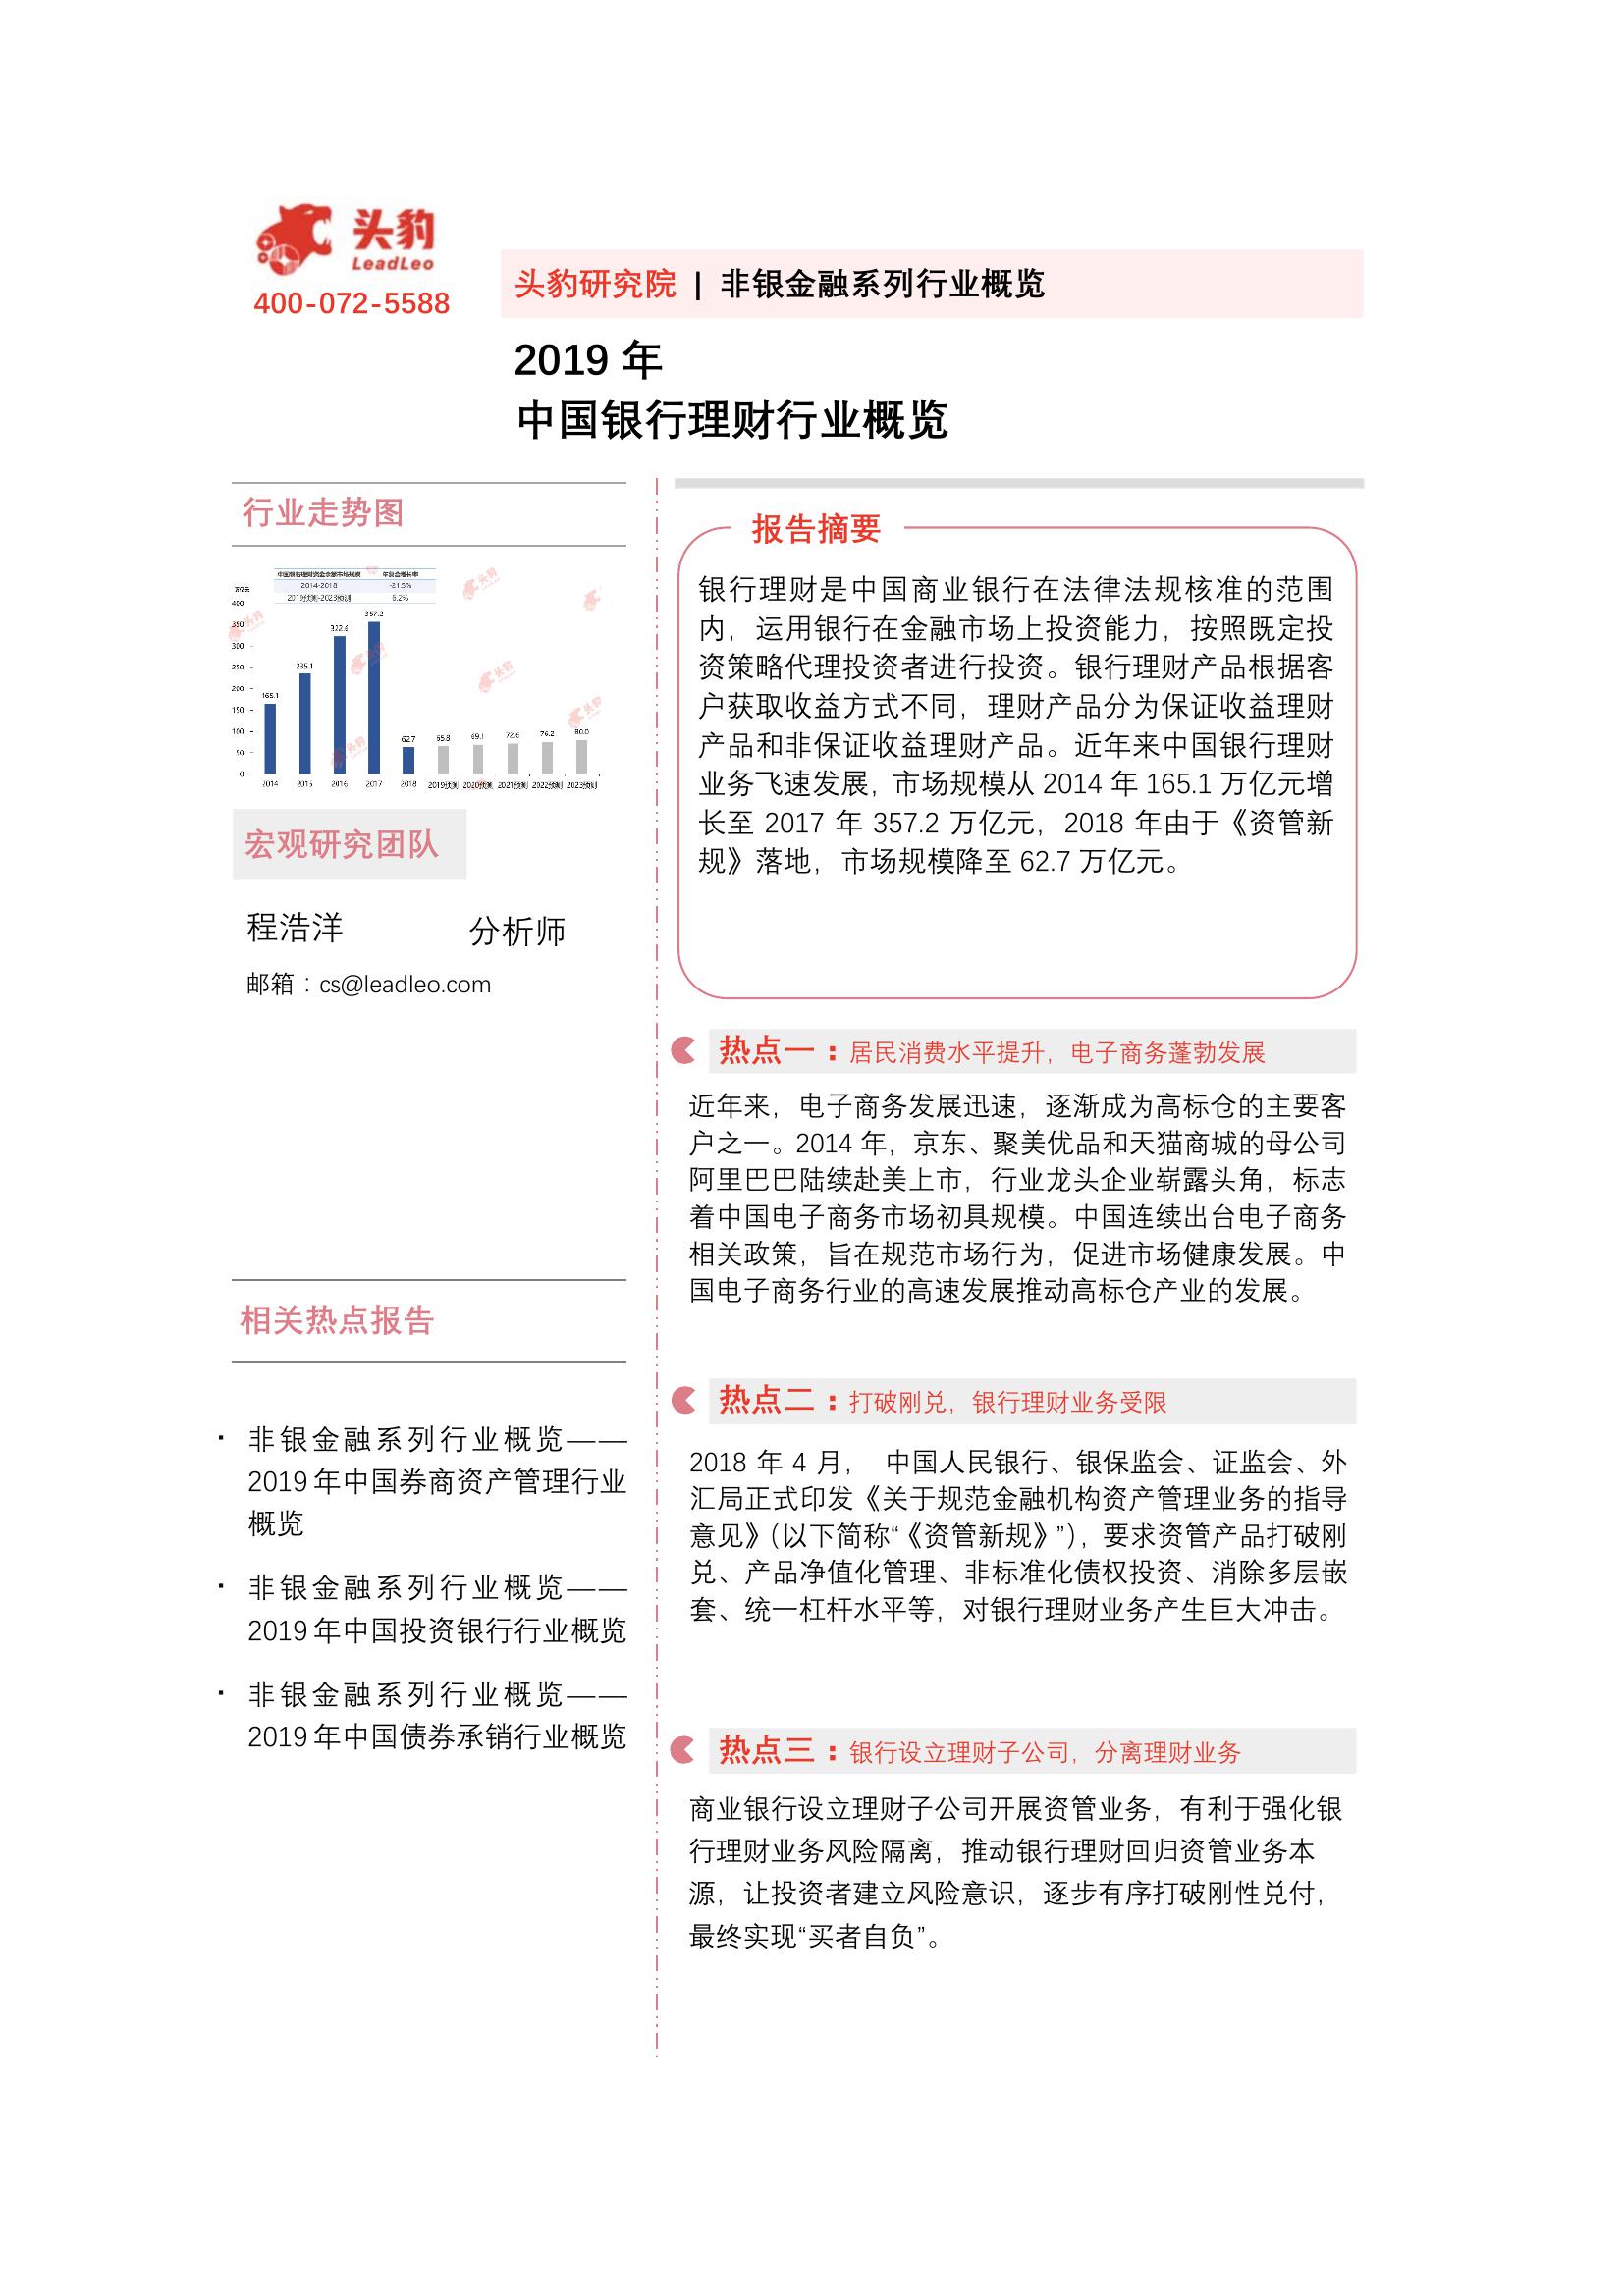 头豹
LeadLeo
400-072-5588
头豹研究院 | 非银金融系列行业概览
2019 年
中国银行理财行业概览
行业走势图
中国银行理财资金余额市场规模 年复合增长率
2014-2018 -21.5%
2019预测-2023预测 5.2%
万亿元
400
350
300
250
200
150
100
50
0
165.1
235.1
322.6
357.2
62.7
65.8
69.1
72.6
76.2
80.0
2014 2015 2016 2017 2018 2019预测 2020预测 2021预测 2022预测 2023预测
宏观研究团队
程浩洋 分析师
邮箱：cs@leadleo.com
相关热点报告
▪ 非银金融系列行业概览——
2019年中国券商资产管理行业
概览
▪ 非银金融系列行业概览——
2019年中国投资银行行业概览
▪ 非银金融系列行业概览——
2019年中国债券承销行业概览
报告摘要
银行理财是中国商业银行在法律法规核准的范围
内，运用银行在金融市场上投资能力，按照既定投
资策略代理投资者进行投资。银行理财产品根据客
户获取收益方式不同，理财产品分为保证收益理财
产品和非保证收益理财产品。近年来中国银行理财
业务飞速发展，市场规模从 2014 年 165.1 万亿元增
长至 2017 年 357.2 万亿元，2018 年由于《资管新
规》落地，市场规模降至 62.7 万亿元。
热点一：居民消费水平提升，电子商务蓬勃发展
近年来，电子商务发展迅速，逐渐成为高标仓的主要客
户之一。2014 年，京东、聚美优品和天猫商城的母公司
阿里巴巴陆续赴美上市，行业龙头企业崭露头角，标志
着中国电子商务市场初具规模。中国连续出台电子商务
相关政策，旨在规范市场行为，促进市场健康发展。中
国电子商务行业的高速发展推动高标仓产业的发展。
热点二：打破刚兑，银行理财业务受限
2018 年 4 月， 中国人民银行、银保监会、证监会、外
汇局正式印发《关于规范金融机构资产管理业务的指导
意见》（以下简称“《资管新规》”），要求资管产品打破刚
兑、产品净值化管理、非标准化债权投资、消除多层嵌
套、统一杠杆水平等，对银行理财业务产生巨大冲击。
热点三：银行设立理财子公司，分离理财业务
商业银行设立理财子公司开展资管业务，有利于强化银
行理财业务风险隔离，推动银行理财回归资管业务本
源，让投资者建立风险意识，逐步有序打破刚性兑付，
最终实现“买者自负”。